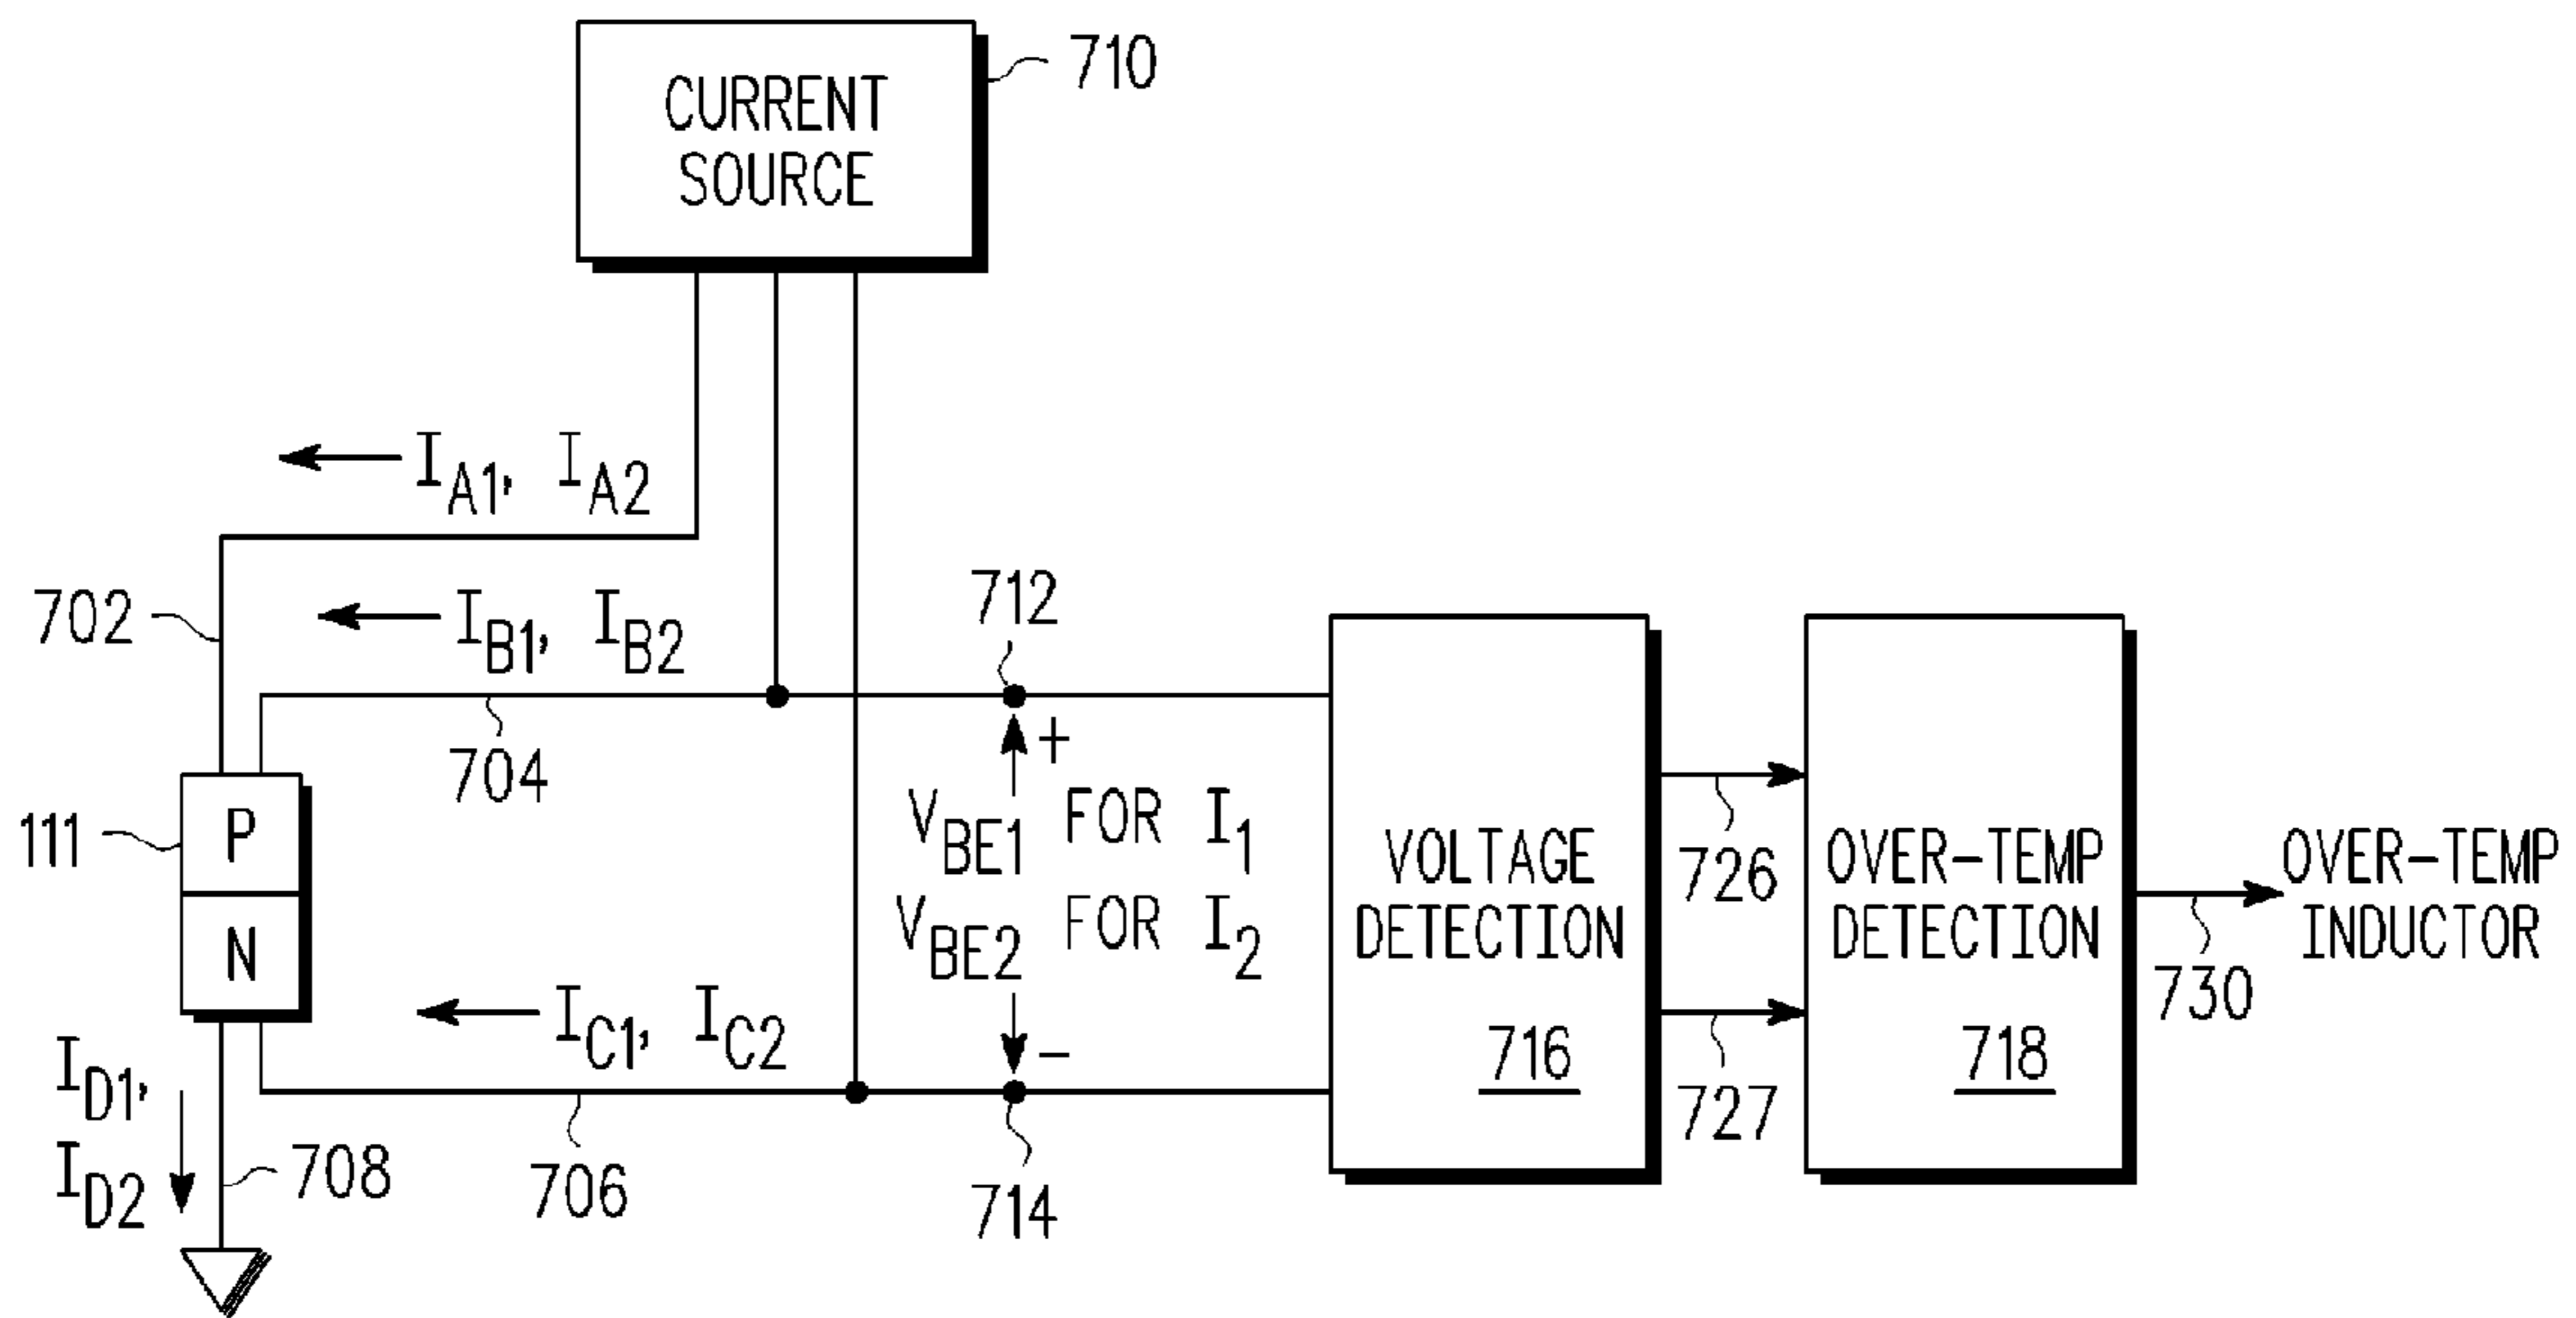 CURRENT
SOURCE
710
I_A1, I_A2
702
I_B1, I_B2
712
704
+
111
P
N
V_BE1 FOR I_1
V_BE2 FOR I_2
VOLTAGE
DETECTION
716
726
727
OVER-TEMP
DETECTION
718
OVER-TEMP
INDUCTOR
730
I_C1, I_C2
-
I_D1,
I_D2
708
706
714